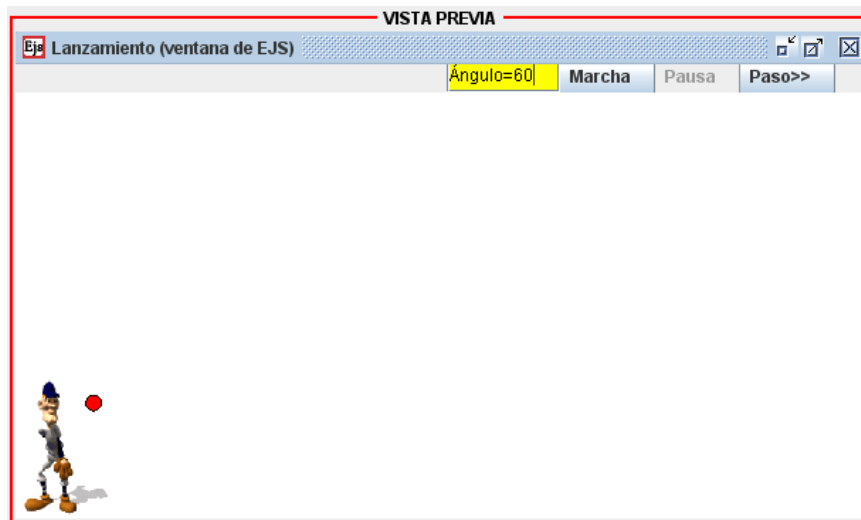 VISTA PREVIA
Ejs Lanzamiento (ventana de EJS)
Ángulo=60 Marcha Pausa Paso>>